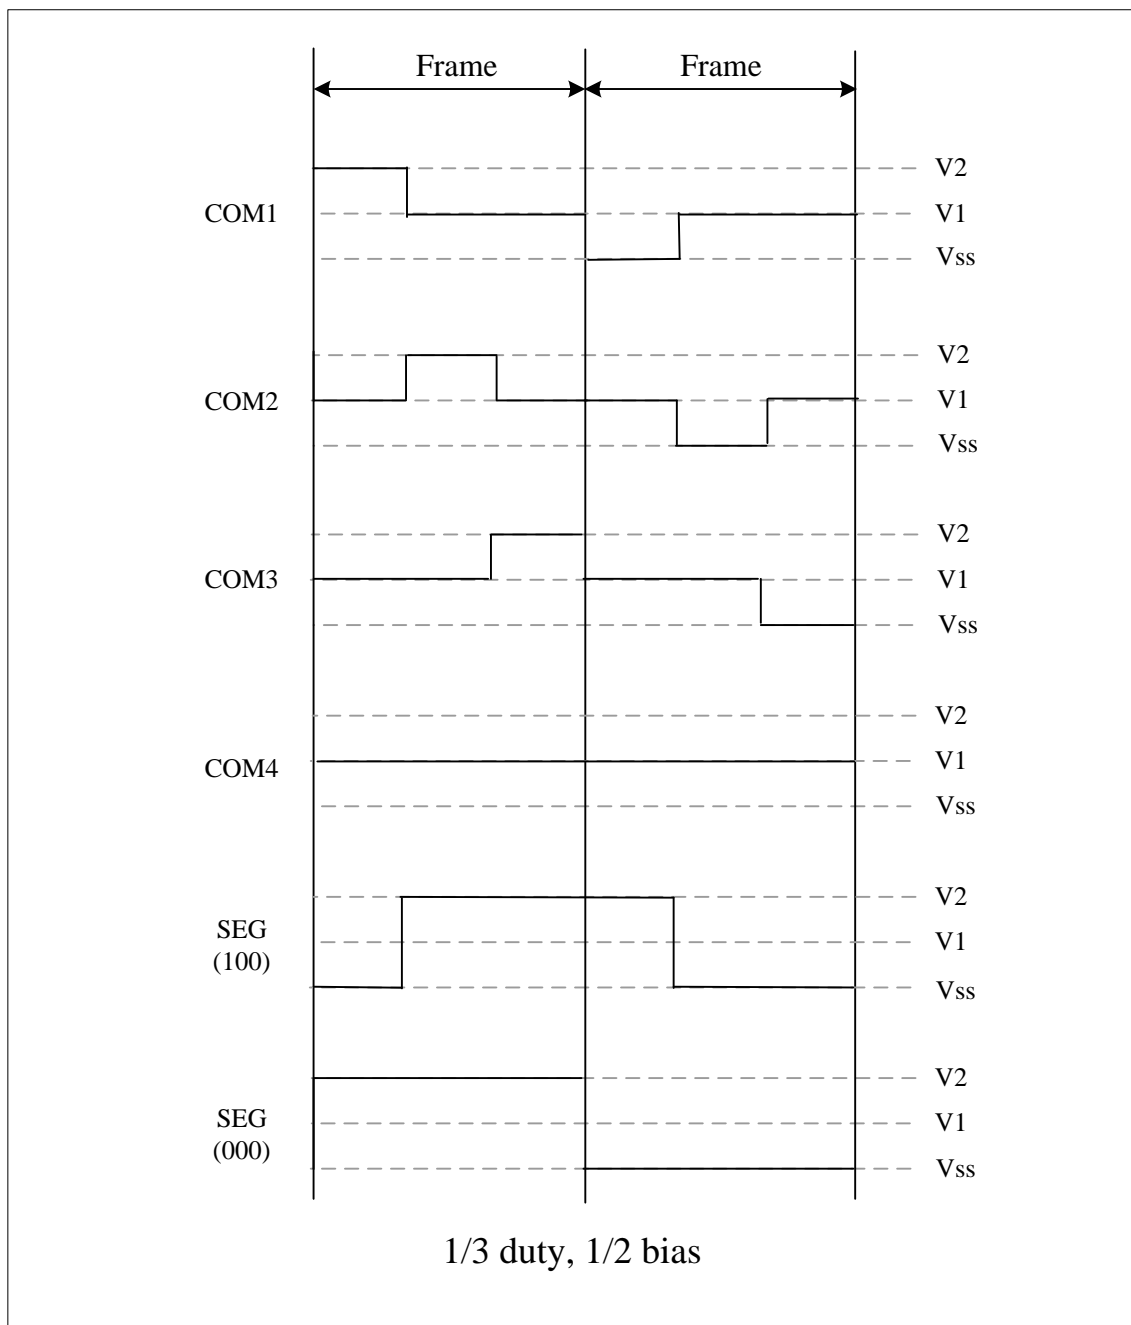 Frame Frame
V2
COM1 V1
Vss
V2
COM2 V1
Vss
V2
COM3 V1
Vss
V2
V1
COM4
Vss
V2
SEG V1
(100)
Vss
V2
SEG V1
(000)
Vss
1/3 duty, 1/2 bias